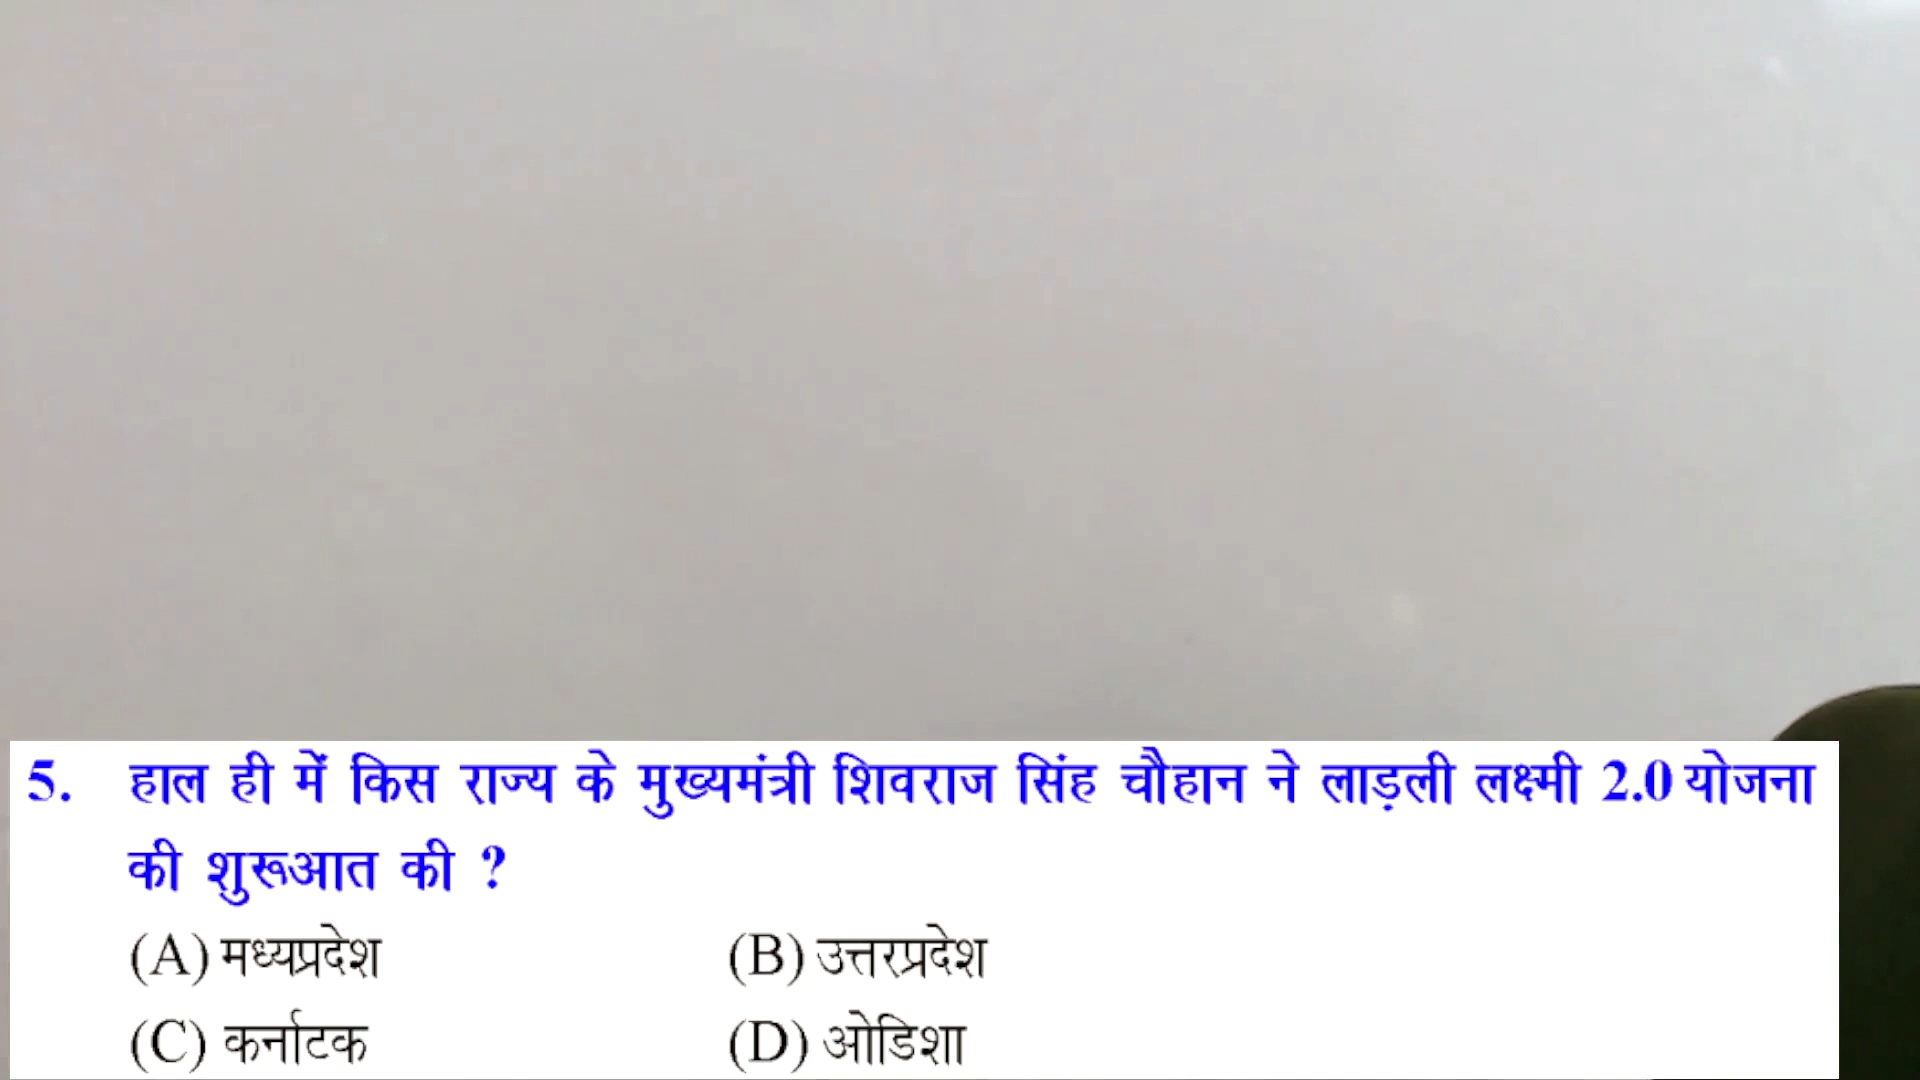 5. हाल ही में किस राज्य के मुख्यमंत्री शिवराज सिंह चौहान ने लाड़ली लक्ष्मी 2.0 योजना
की शुरूआत की ?
(A) मध्यप्रदेश (B) उत्तरप्रदेश
(C) कर्नाटक (D) ओडिशा